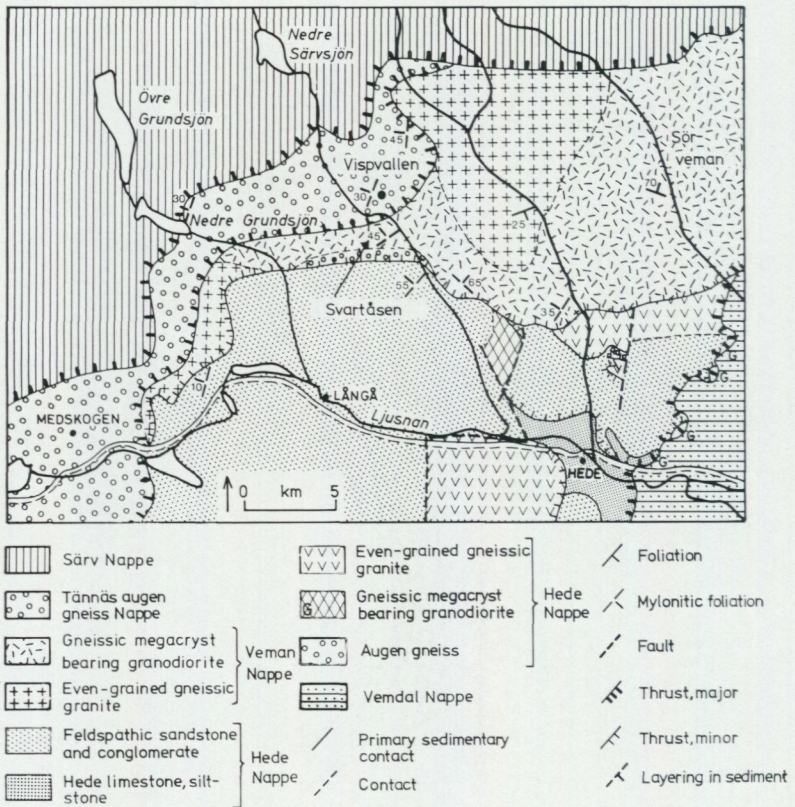 Nedre
Särvsjön
Övre
Grundsjön
45
Vispvallen
Sör-
veman
70
30
30
Nedre Grundsjön
25
45
55
65
Svartåsen
35
10
LÅNGÅ
G
G
MEDSKOGEN
Ljusnan
G
G
HEDE
0 km 5
Särv Nappe
Tännäs augen
gneiss Nappe
Gneissic megacryst
bearing granodiorite
Even-grained gneissic
granite
Veman
Nappe
Feldspathic sandstone
and conglomerate
Hede limestone, silt-
stone
Hede
Nappe
Even-grained gneissic
granite
G
Gneissic megacryst
bearing granodiorite
Augen gneiss
Hede
Nappe
Vemdal Nappe
Primary sedimentary
contact
Contact
Foliation
Mylonitic foliation
Fault
Thrust, major
Thrust, minor
Layering in sediment